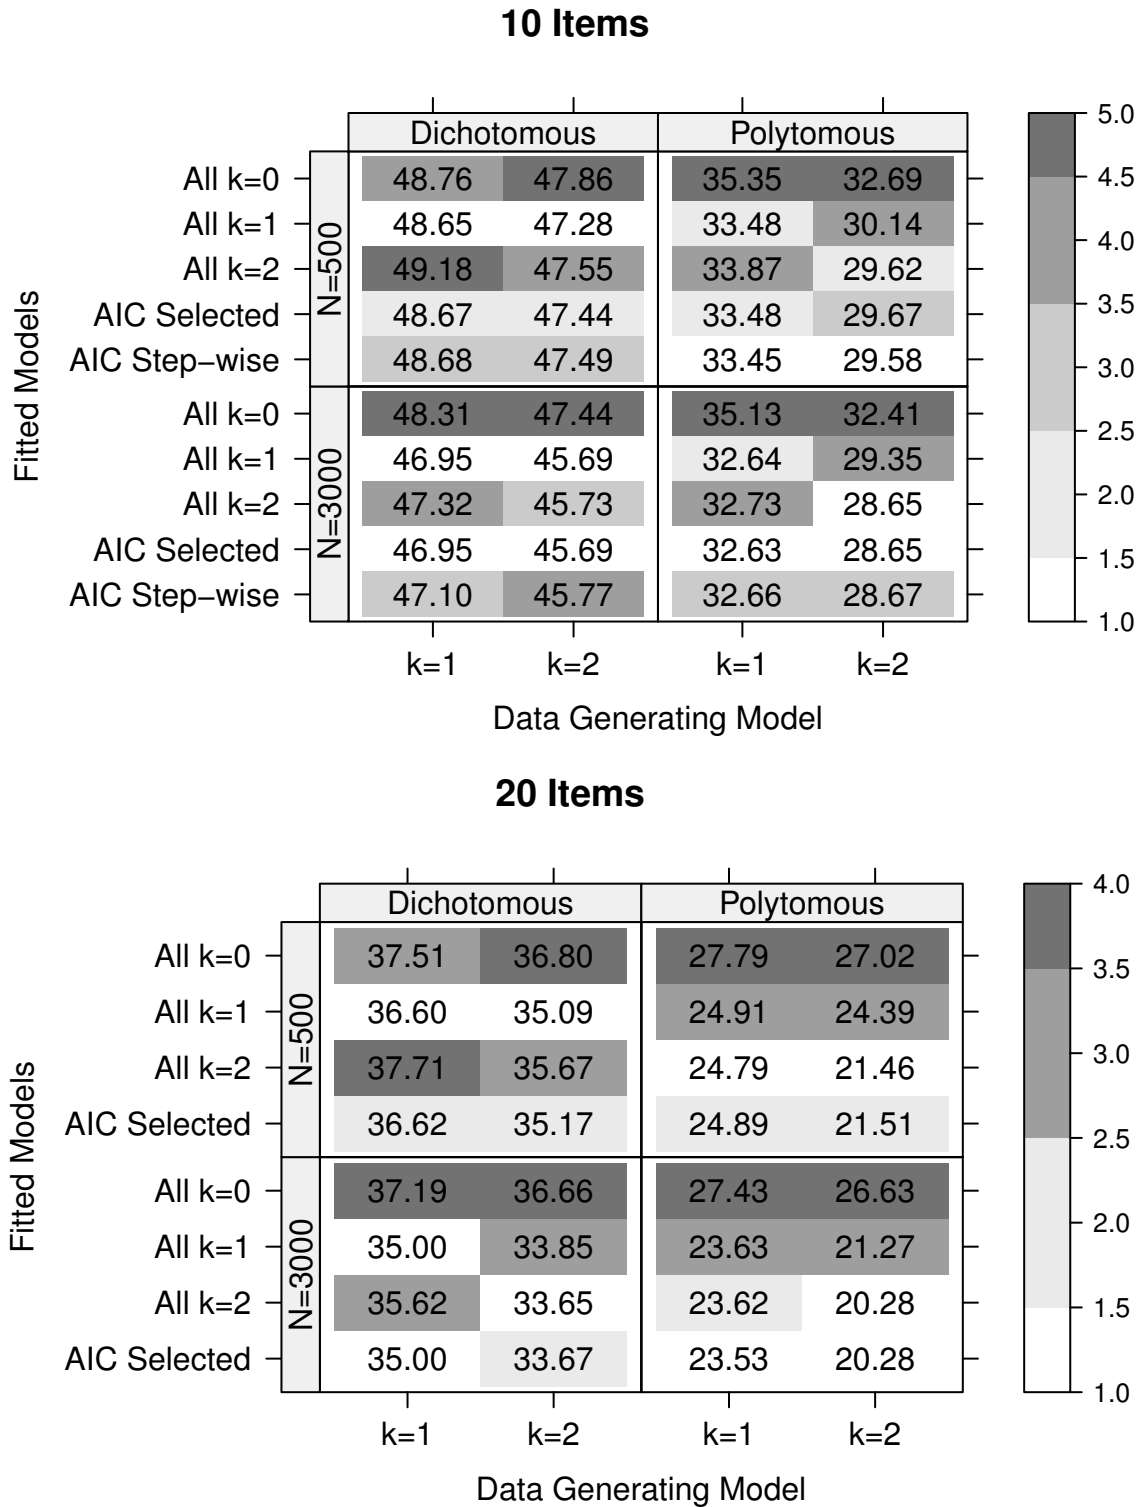 10 Items
Dichotomous Polytomous
5.0
4.5
4.0
3.5
3.0
2.5
2.0
1.5
1.0
Fitted Models
N=500
All k=0 48.76 47.86 35.35 32.69
All k=1 48.65 47.28 33.48 30.14
All k=2 49.18 47.55 33.87 29.62
AIC Selected 48.67 47.44 33.48 29.67
AIC Step−wise 48.68 47.49 33.45 29.58
N=3000
All k=0 48.31 47.44 35.13 32.41
All k=1 46.95 45.69 32.64 29.35
All k=2 47.32 45.73 32.73 28.65
AIC Selected 46.95 45.69 32.63 28.65
AIC Step−wise 47.10 45.77 32.66 28.67
k=1 k=2 k=1 k=2
Data Generating Model
20 Items
Dichotomous Polytomous
4.0
3.5
3.0
2.5
2.0
1.5
1.0
Fitted Models
N=500
All k=0 37.51 36.80 27.79 27.02
All k=1 36.60 35.09 24.91 24.39
All k=2 37.71 35.67 24.79 21.46
AIC Selected 36.62 35.17 24.89 21.51
N=3000
All k=0 37.19 36.66 27.43 26.63
All k=1 35.00 33.85 23.63 21.27
All k=2 35.62 33.65 23.62 20.28
AIC Selected 35.00 33.67 23.53 20.28
k=1 k=2 k=1 k=2
Data Generating Model